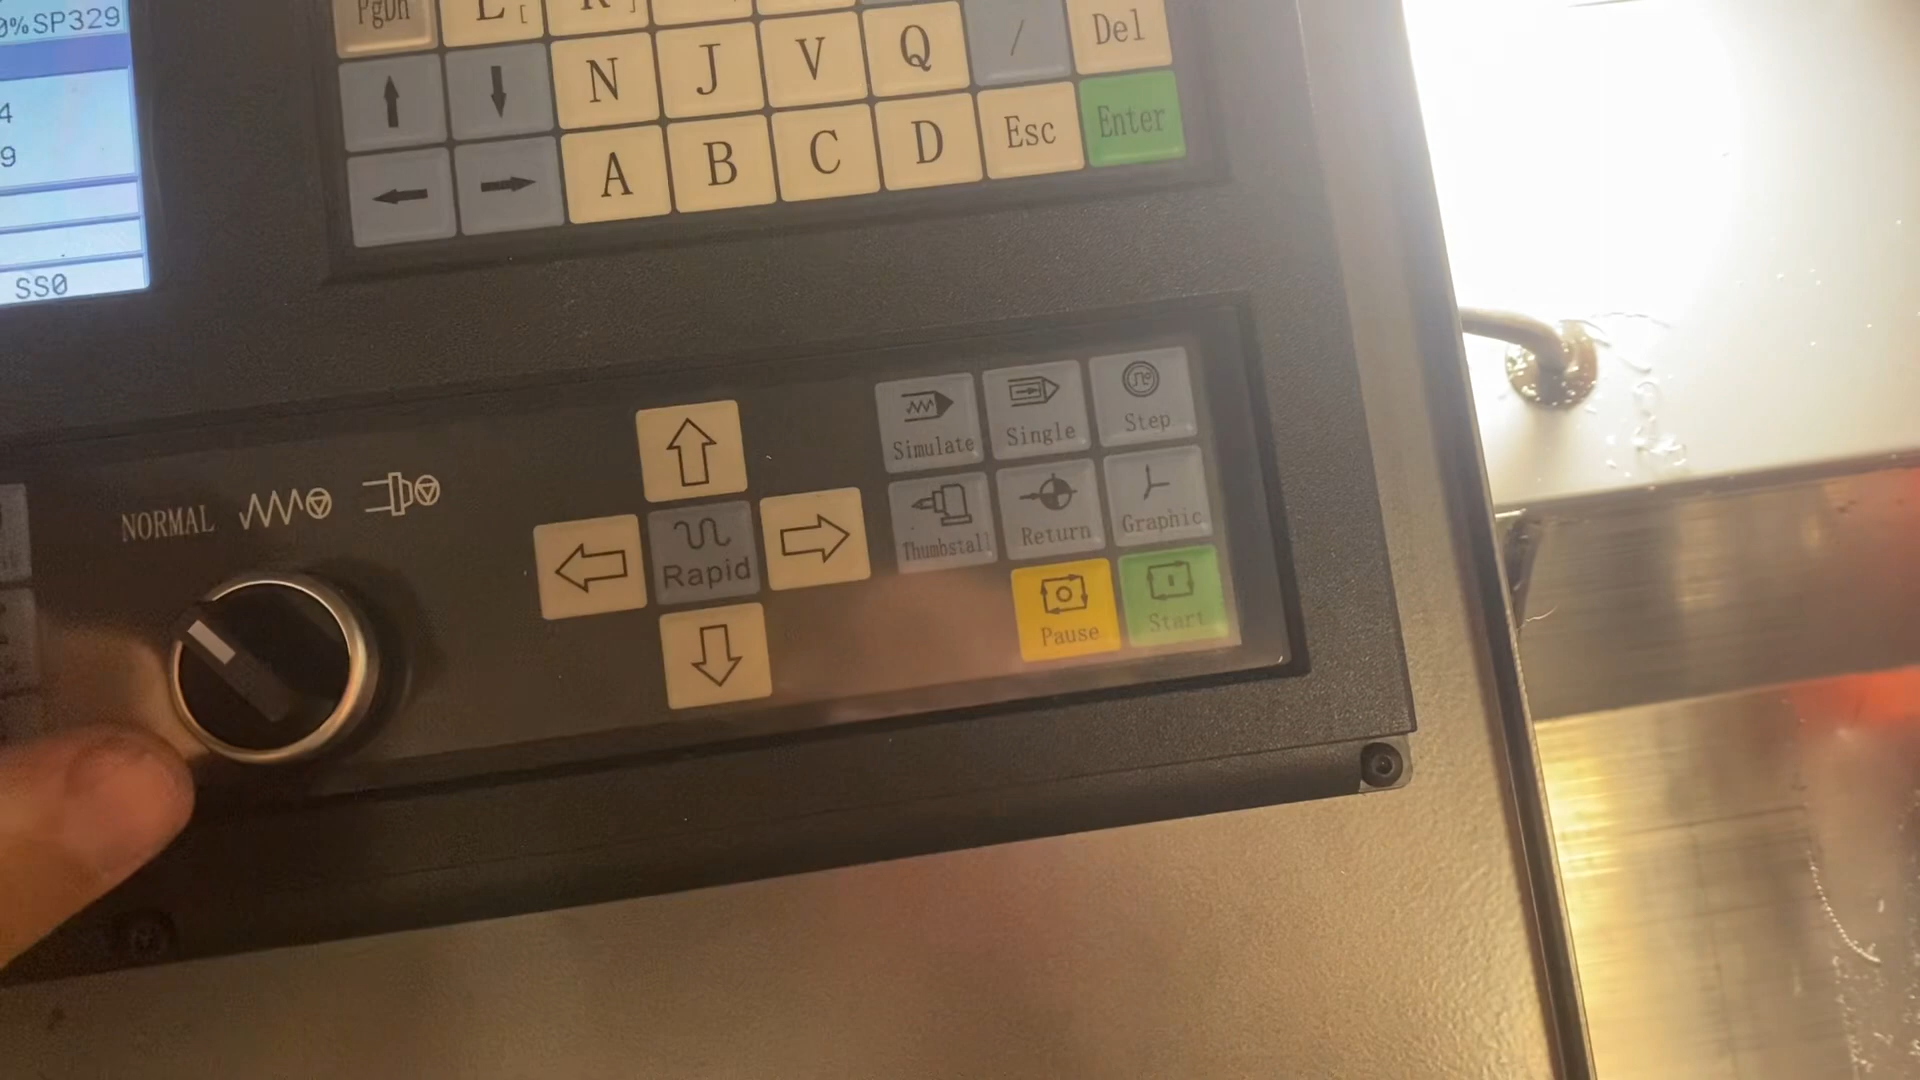 0%SP329
4
9
SS0
PgDn L [ R ]
N J V Q / Del
A B C D Esc Enter
NORMAL
Rapid
Simulate Single Step
Thumbstall Return Graphic
Pause Start